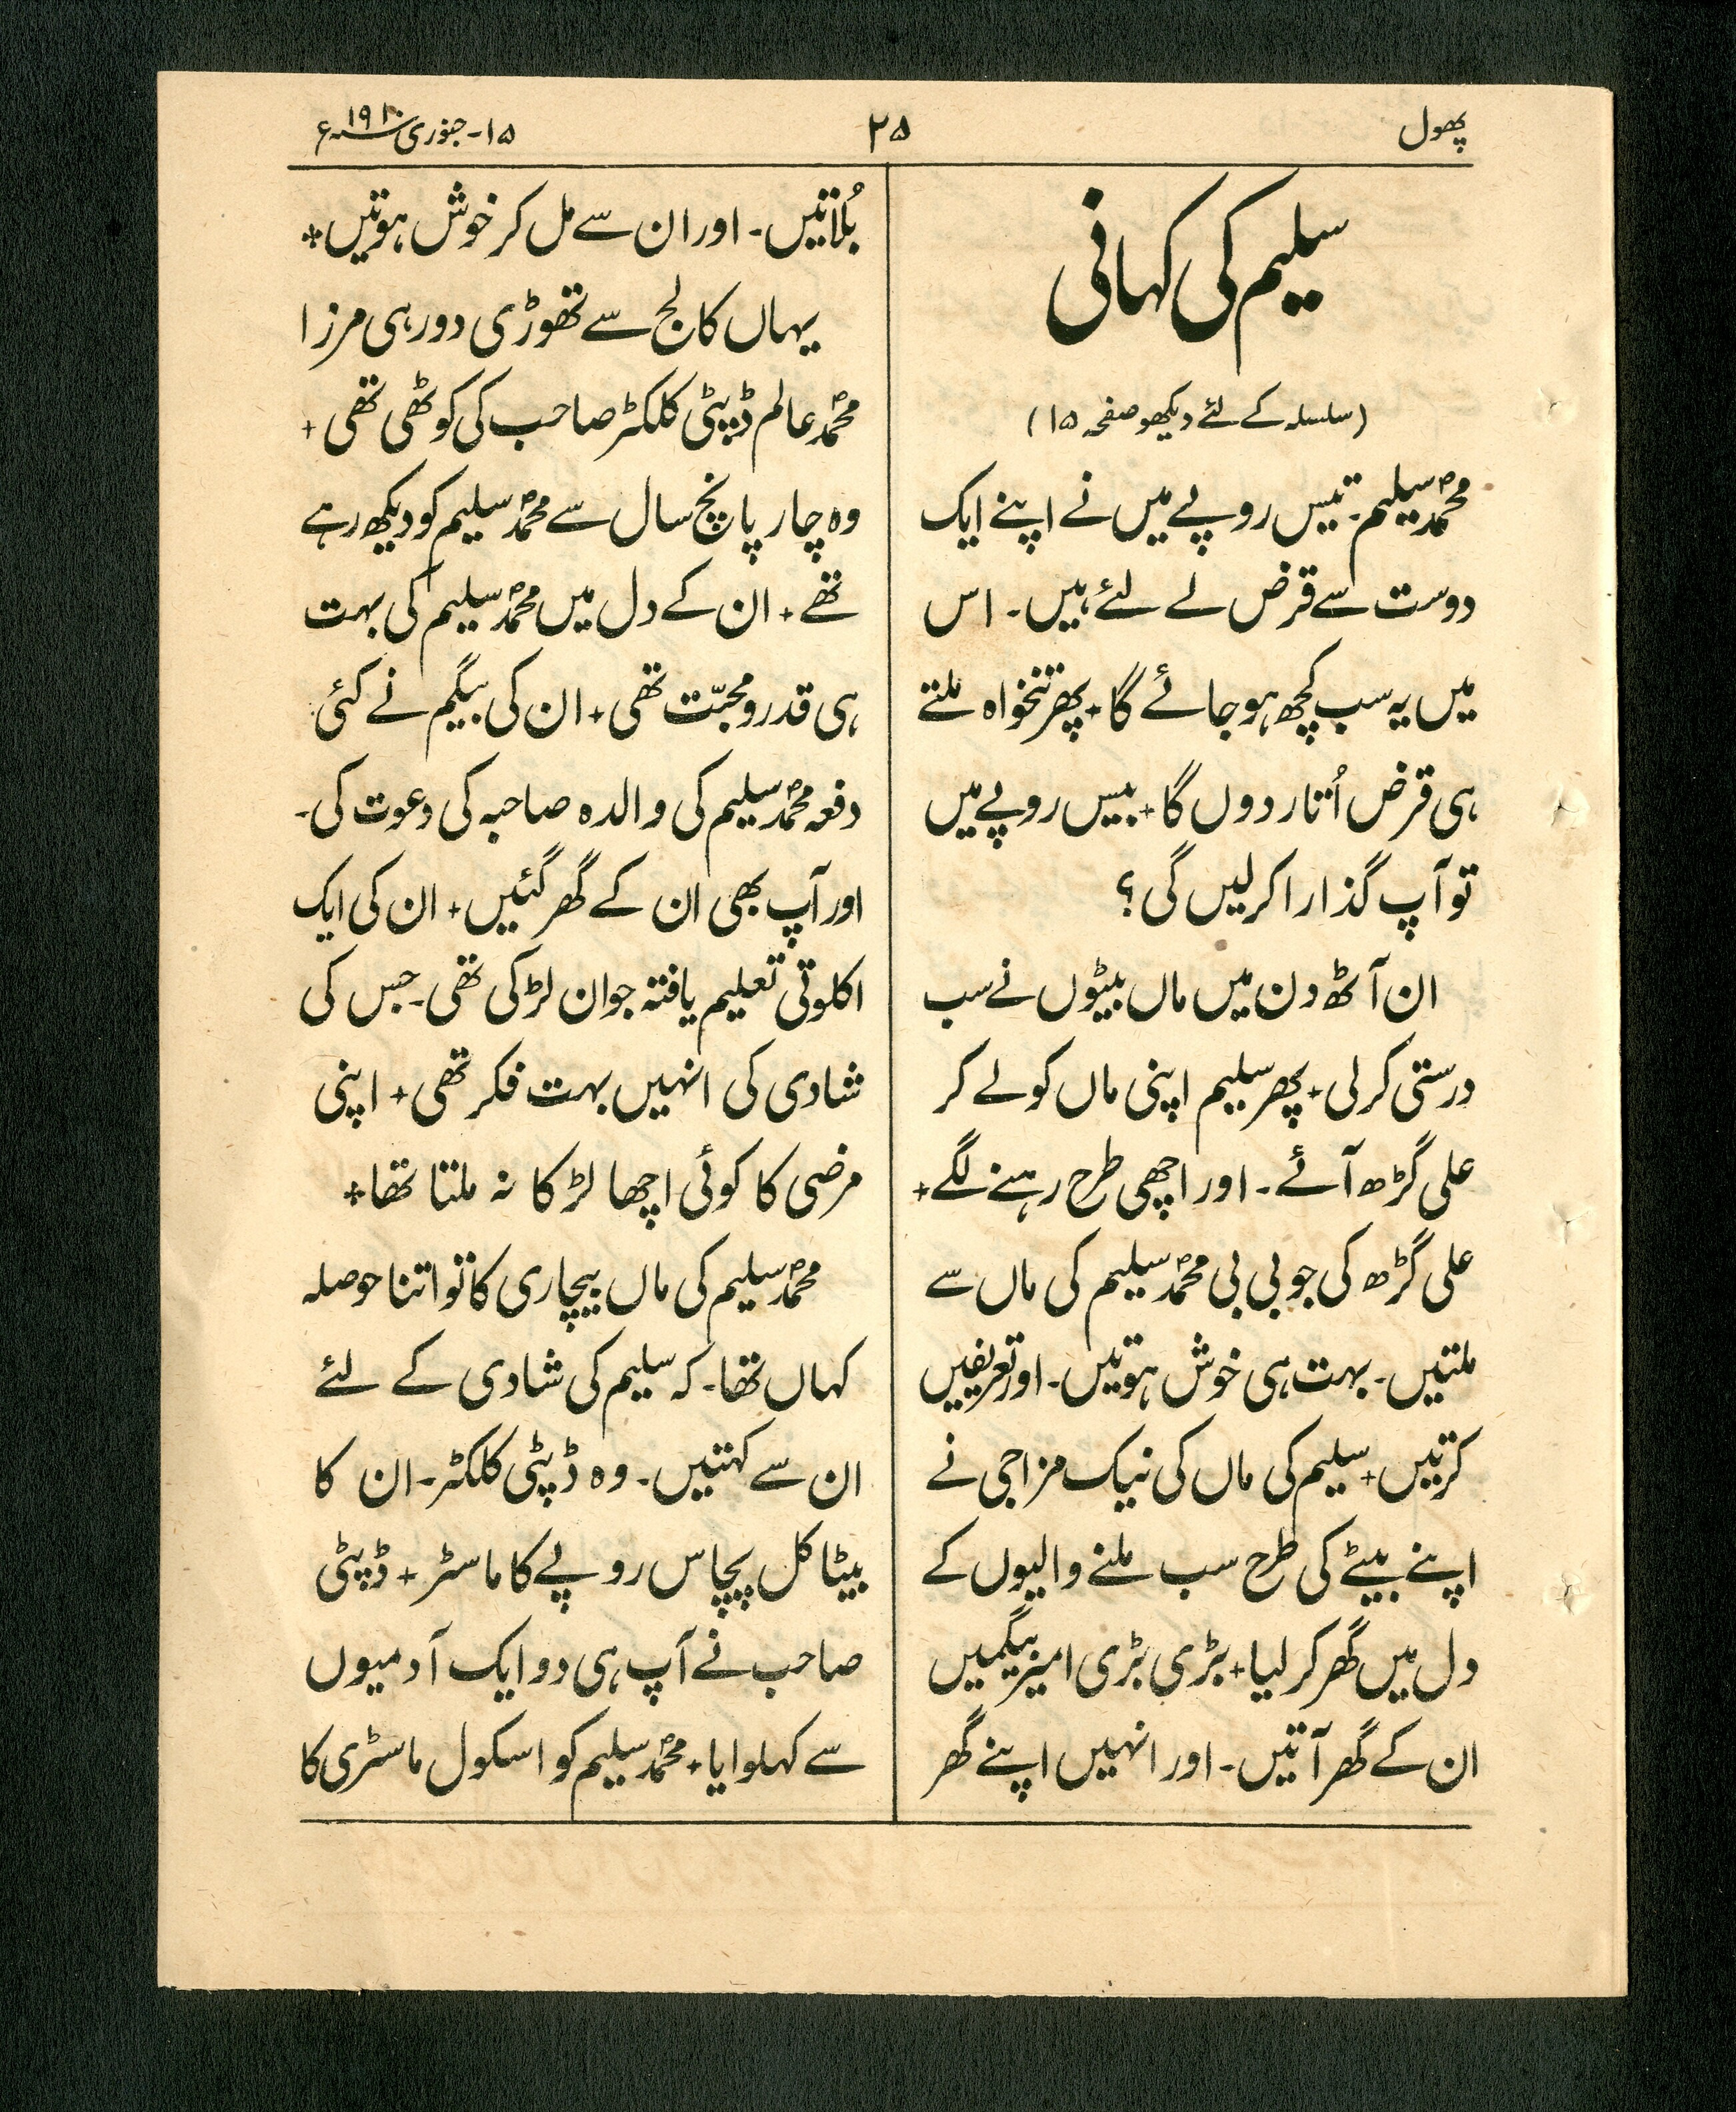 پھول
۲۵
۱۵-جنوری سنہ ۱۹۱۰ء
سلیم کی کہانی
(سلسلہ کے لئے دیکھو صفحہ ۱۵)
محمدؐ سلیم۔ تیس روپے میں نے اپنے ایک
دوست سے قرض لے لئے ہیں۔ اس
میں یہ سب کچھ ہو جائے گا+ پھر تنخواہ ملتے
ہی قرض اُتار دوں گا+ بیس روپے میں
تو آپ گذارا کر لیں گی؟
ان آٹھ دن میں ماں بیٹوں نے سب
درستی کر لی+ پھر سلیم اپنی ماں کو لے کر
علی گڑھ آئے۔ اور اچھی طرح رہنے لگے+
علی گڑھ کی جو بی بی محمدؐ سلیم کی ماں سے
ملتیں۔ بہت ہی خوش ہوتیں۔ اور تعریفیں
کرتیں+ سلیم کی ماں کی نیک مزاجی نے
اپنے بیٹے کی طرح سب ملنے والیوں کے
دل میں گھر کر لیا+ بڑی بڑی امیر بیگمیں
ان کے گھر آتیں۔ اور انہیں اپنے گھر
بُلاتیں۔ اور ان سے مل کر خوش ہوتیں+
یہاں کالج سے تھوڑی دور ہی مرزا
محمدؐ عالم ڈپٹی کلکٹر صاحب کی کوٹھی تھی+
وہ چار پانچ سال سے محمدؐ سلیم کو دیکھ رہے
تھے+ ان کے دل میں محمدؐ سلیم کی بہت
ہی قدر و محبّت تھی+ ان کی بیگم نے کئی
دفعہ محمدؐ سلیم کی والدہ صاحبہ کی دعوت کی۔
اور آپ بھی ان کے گھر گئیں+ ان کی ایک
اکلوتی تعلیم یافتہ جوان لڑکی تھی۔ جس کی
شادی کی انہیں بہت فکر تھی+ اپنی
مرضی کا کوئی اچھا لڑکا نہ ملتا تھا+
محمدؐ سلیم کی ماں بیچاری کا تو اتنا حوصلہ
کہاں تھا۔ کہ سلیم کی شادی کے لئے
ان سے کہتیں۔ وہ ڈپٹی کلکٹر۔ ان کا
بیٹا کل پچاس روپے کا ماسٹر+ ڈپٹی
صاحب نے آپ ہی دو ایک آدمیوں
سے کہلوایا+ محمدؐ سلیم کو اسکول ماسٹری کا